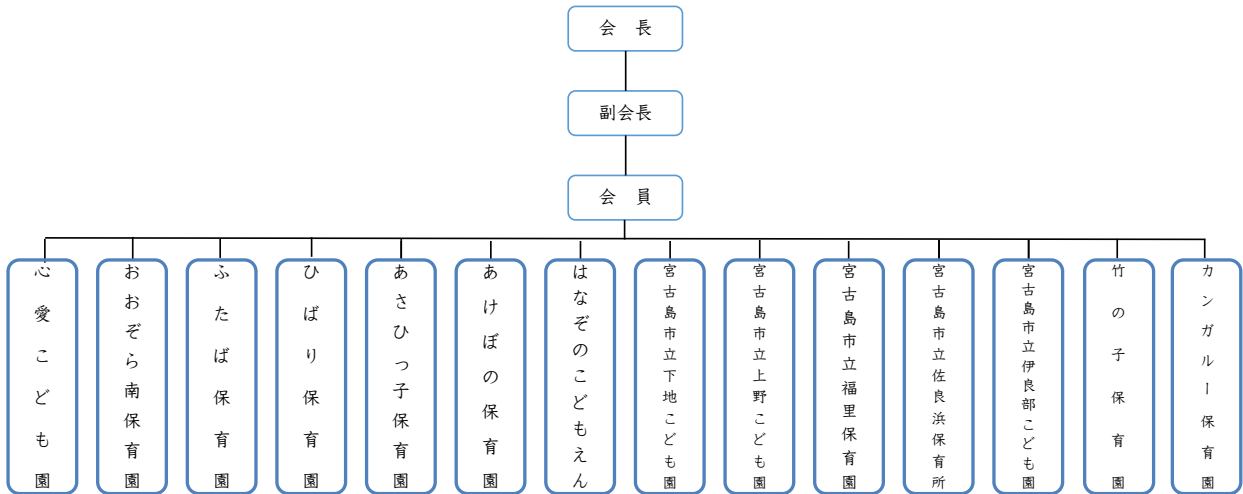 会　長
副会長
会　員
心愛こども園
おおぞら南保育園
ふたば保育園
ひばり保育園
あさひっ子保育園
あけぼの保育園
はなぞのこどもえん
宮古島市立下地こども園
宮古島市立上野こども園
宮古島市立福里保育園
宮古島市立佐良浜保育所
宮古島市立伊良部こども園
竹の子保育園
カンガルー保育園